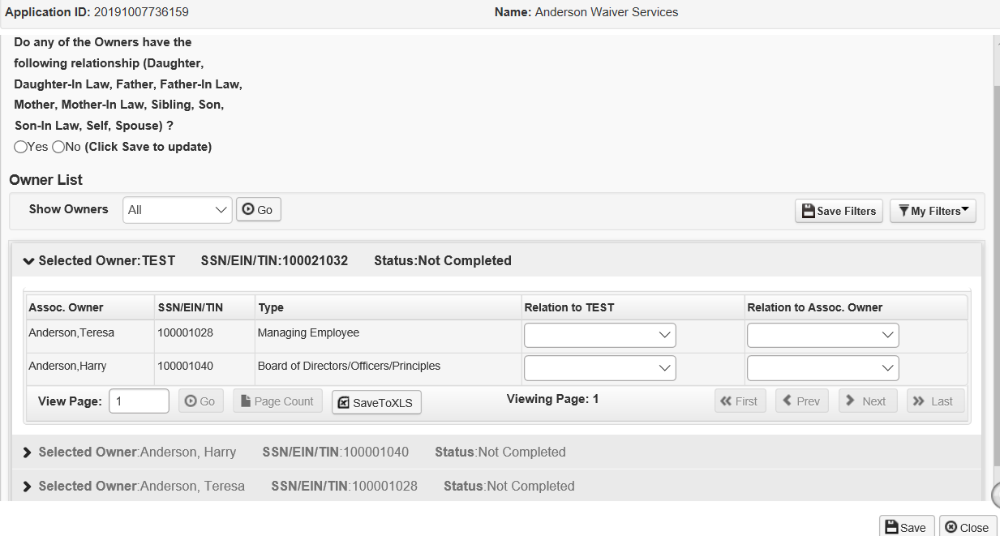 Application ID: 20191007736159 Name: Anderson Waiver Services
Do any of the Owners have the
following relationship (Daughter,
Daughter-In Law, Father, Father-In Law,
Mother, Mother-In Law, Sibling, Son,
Son-In Law, Self, Spouse) ?
Yes No (Click Save to update)
Owner List
Show Owners All Go Save Filters My Filters
Selected Owner:TEST SSN/EIN/TIN:100021032 Status:Not Completed
Assoc. Owner SSN/EIN/TIN Type Relation to TEST Relation to Assoc. Owner
Anderson,Teresa 100001028 Managing Employee
Anderson,Harry 100001040 Board of Directors/Officers/Principles
View Page: 1 Go Page Count SaveToXLS Viewing Page: 1 First Prev Next Last
Selected Owner:Anderson, Harry SSN/EIN/TIN:100001040 Status:Not Completed
Selected Owner:Anderson, Teresa SSN/EIN/TIN:100001028 Status:Not Completed
Save Close